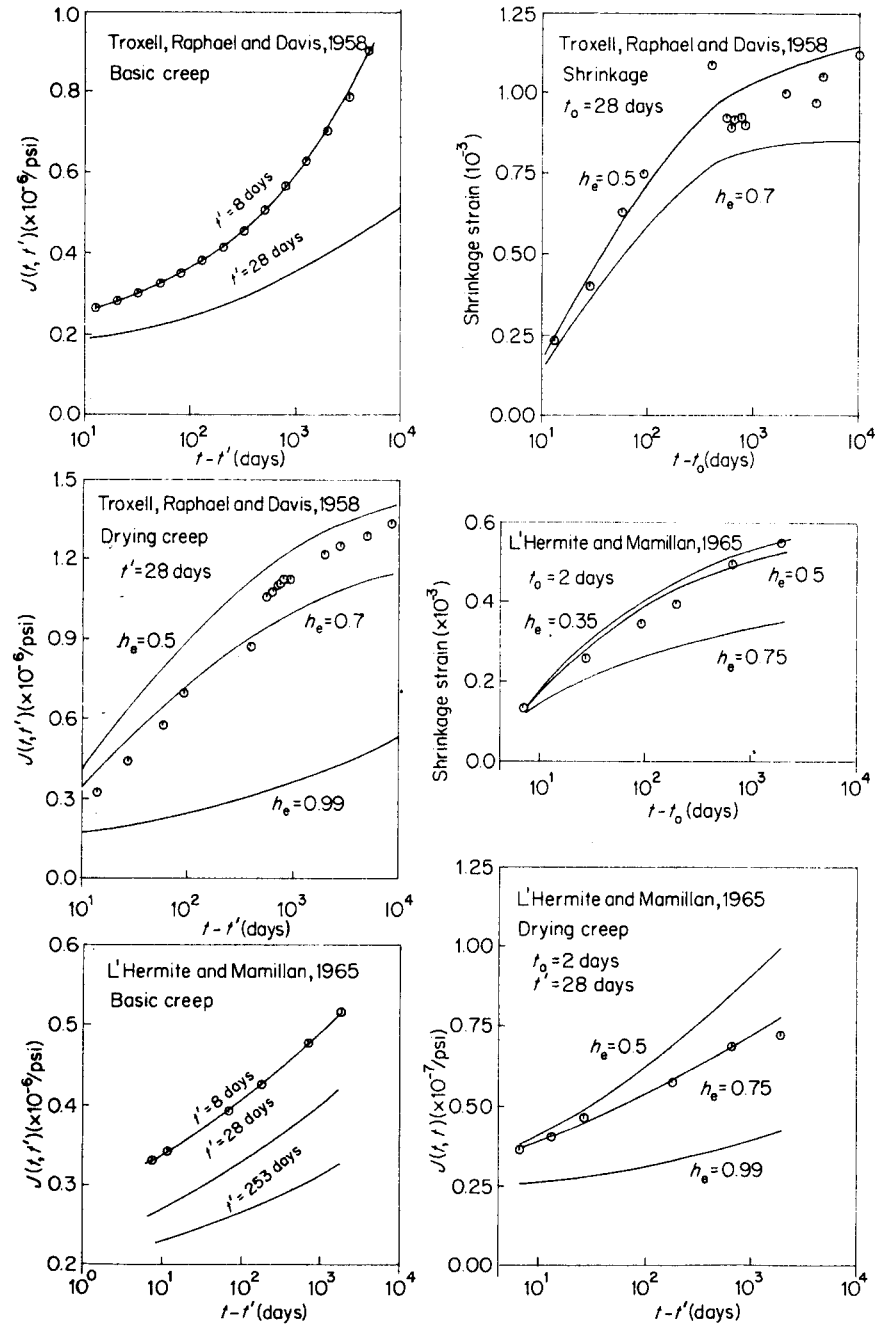 Troxell, Raphael and Davis,1958
Basic creep
t'=8 days
t'=28 days
J(t, t')(×10⁻⁶/psi)
1.0
0.8
0.6
0.4
0.2
0.0
10¹ 10² 10³ 10⁴
t-t'(days)
Troxell, Raphael and Davis,1958
Shrinkage
t₀=28 days
hₑ=0.5
hₑ=0.7
Shrinkage strain (10⁻³)
1.25
1.00
0.75
0.50
0.25
0.00
10¹ 10² 10³ 10⁴
t-t₀(days)
Troxell, Raphael and Davis,1958
Drying creep
t'=28 days
hₑ=0.5
hₑ=0.7
hₑ=0.99
J(t,t')(×10⁻⁶/psi)
1.5
1.2
0.9
0.6
0.3
0.0
10¹ 10² 10³ 10⁴
t-t'(days)
L'Hermite and Mamillan,1965
t₀=2 days
hₑ=0.35
hₑ=0.5
hₑ=0.75
Shrinkage strain(×10⁻³)
0.6
0.4
0.2
0.0
10¹ 10² 10³ 10⁴
t-t₀(days)
L'Hermite and Mamillan,1965
Basic creep
t'=8 days
t'=28 days
t'=253 days
J(t,t')(×10⁻⁶/psi)
0.6
0.5
0.4
0.3
0.2
10⁰ 10¹ 10² 10³ 10⁴
t-t'(days)
L'Hermite and Mamillan,1965
Drying creep
t₀=2 days
t'=28 days
hₑ=0.5
hₑ=0.75
hₑ=0.99
J(t, t)(×10⁻⁷/psi)
1.00
0.75
0.50
0.25
0.00
10¹ 10² 10³ 10⁴
t-t'(days)